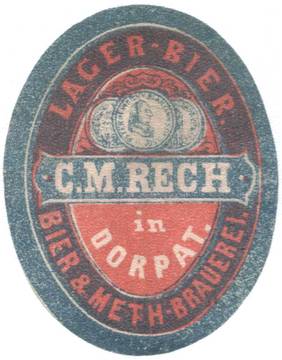 LAGER-BIER.
C.M.RECH
in
DORPAT.
BIER & METH-BRAUEREI.